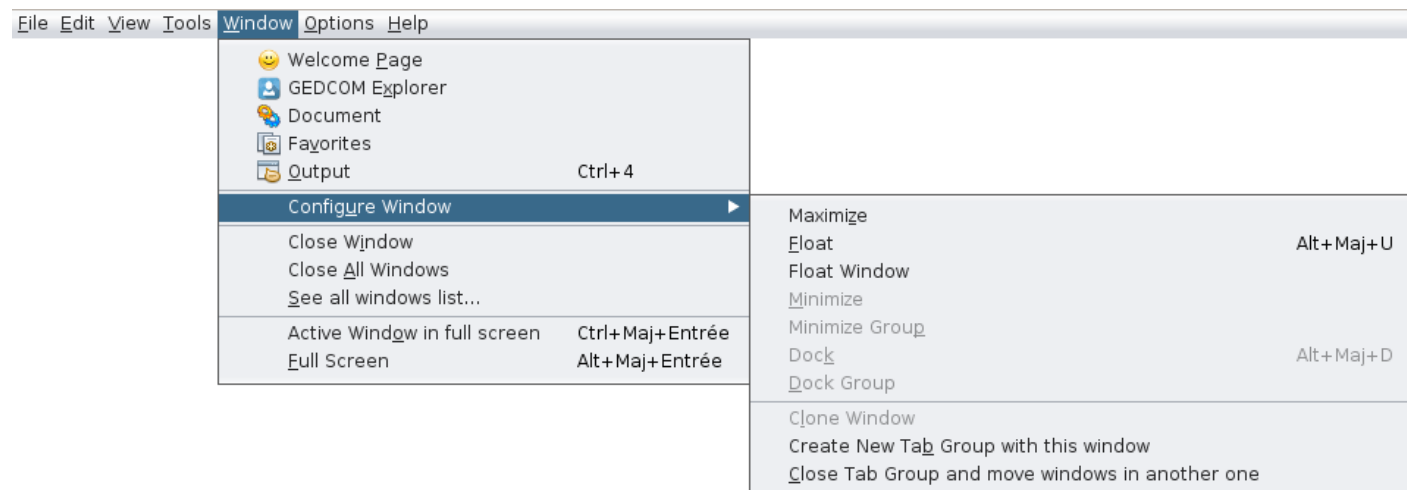 File Edit View Tools Window Options Help
Welcome Page
GEDCOM Explorer
Document
Favorites
Output Ctrl+4
Configure Window
Close Window
Close All Windows
See all windows list...
Active Window in full screen Ctrl+Maj+Entrée
Full Screen Alt+Maj+Entrée
Maximize
Float Alt+Maj+U
Float Window
Minimize
Minimize Group
Dock Alt+Maj+D
Dock Group
Clone Window
Create New Tab Group with this window
Close Tab Group and move windows in another one